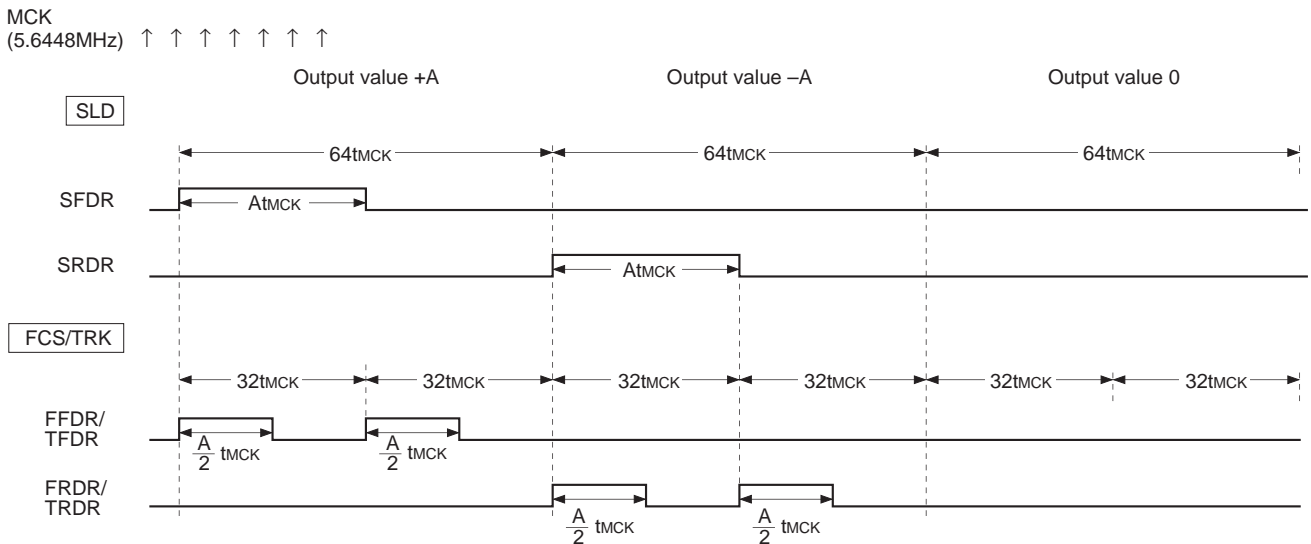 MCK
(5.6448MHz) ↑ ↑ ↑ ↑ ↑ ↑ ↑
Output value +A Output value –A Output value 0
SLD
64tMCK 64tMCK 64tMCK
SFDR
AtMCK
SRDR
AtMCK
FCS/TRK
32tMCK 32tMCK 32tMCK 32tMCK 32tMCK 32tMCK
FFDR/
TFDR
A/2 tMCK A/2 tMCK
FRDR/
TRDR
A/2 tMCK A/2 tMCK